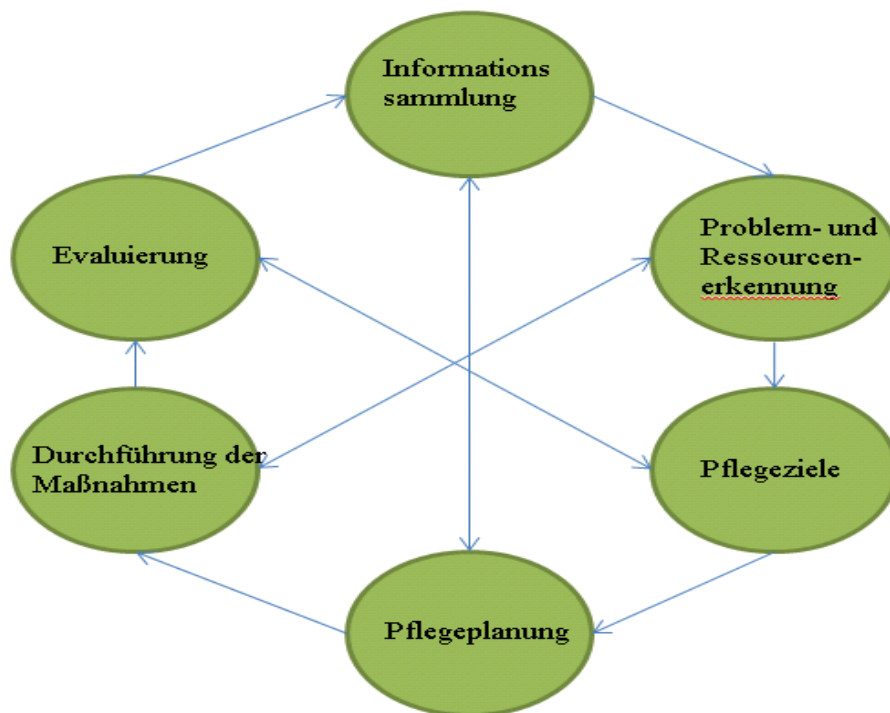 Informations
sammlung
Problem- und
Ressourcen-
erkennung
Pflegeziele
Pflegeplanung
Durchführung der
Maßnahmen
Evaluierung